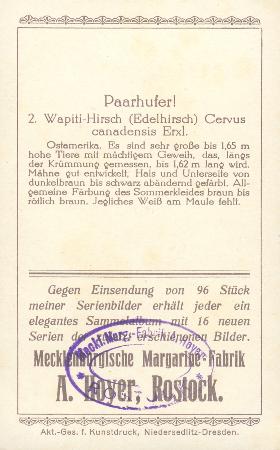 Paarhufer!
2. Wapiti-Hirsch (Edelhirsch) Cervus
canadensis Erxl.
Ostamerika. Es sind sehr große bis 1,65 m
hohe Tiere mit mächtigem Geweih, das, längs
der Krümmung gemessen, bis 1,62 m lang wird.
Mähne gut entwickelt, Hals und Unterseite von
dunkelbraun bis schwarz abändernd gefärbt. All-
gemeine Färbung des Sommerkleides braun bis
rötlich braun. Jegliches Weiß am Maule fehlt.
Gegen Einsendung von 96 Stück
meiner Serienbilder erhält jeder ein
elegantes Sammelalbum mit 16 neuen
Serien der zuletzt erschienenen Bilder.
Mecklenburgische Margarine-Fabrik
A. Hoyer, Rostock.
Akt.-Ges. f. Kunstdruck, Niedersedlitz-Dresden.